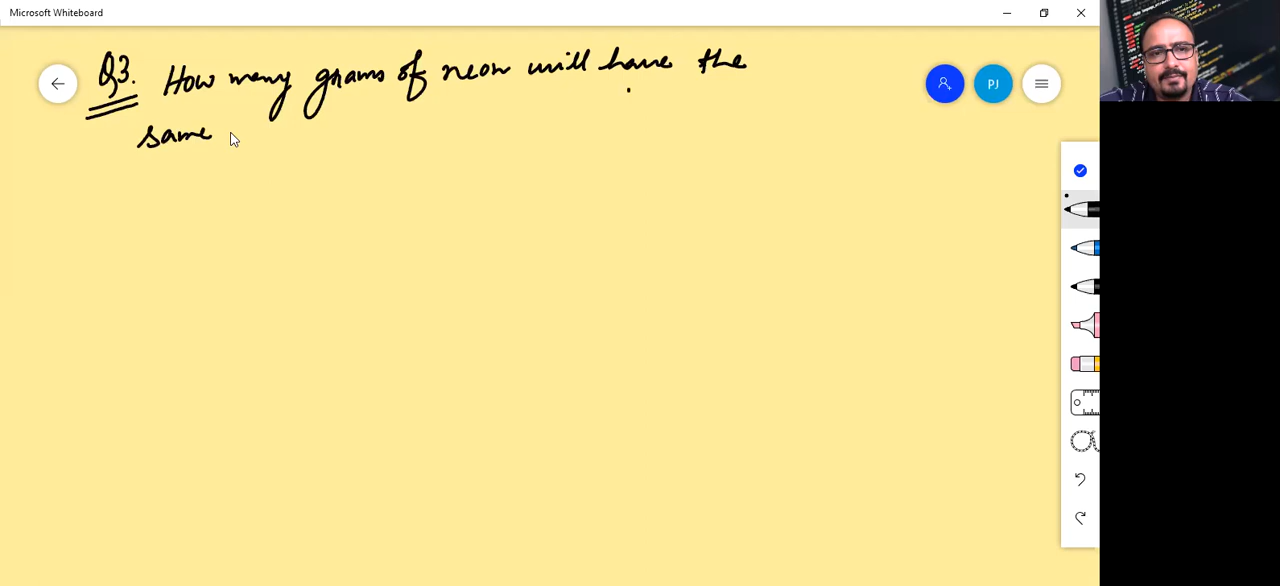 Microsoft Whiteboard
Q3. How many grams of neon will have the
PJ
same